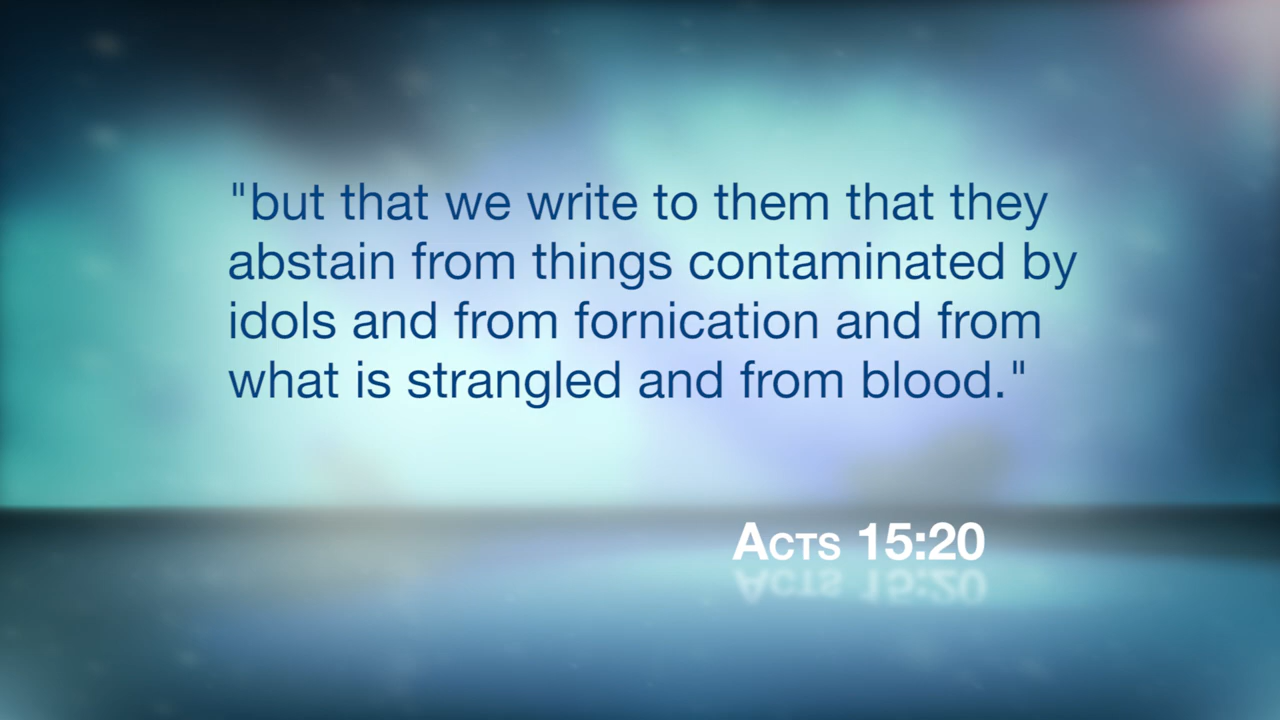 "but that we write to them that they
abstain from things contaminated by
idols and from fornication and from
what is strangled and from blood."
Acts 15:20